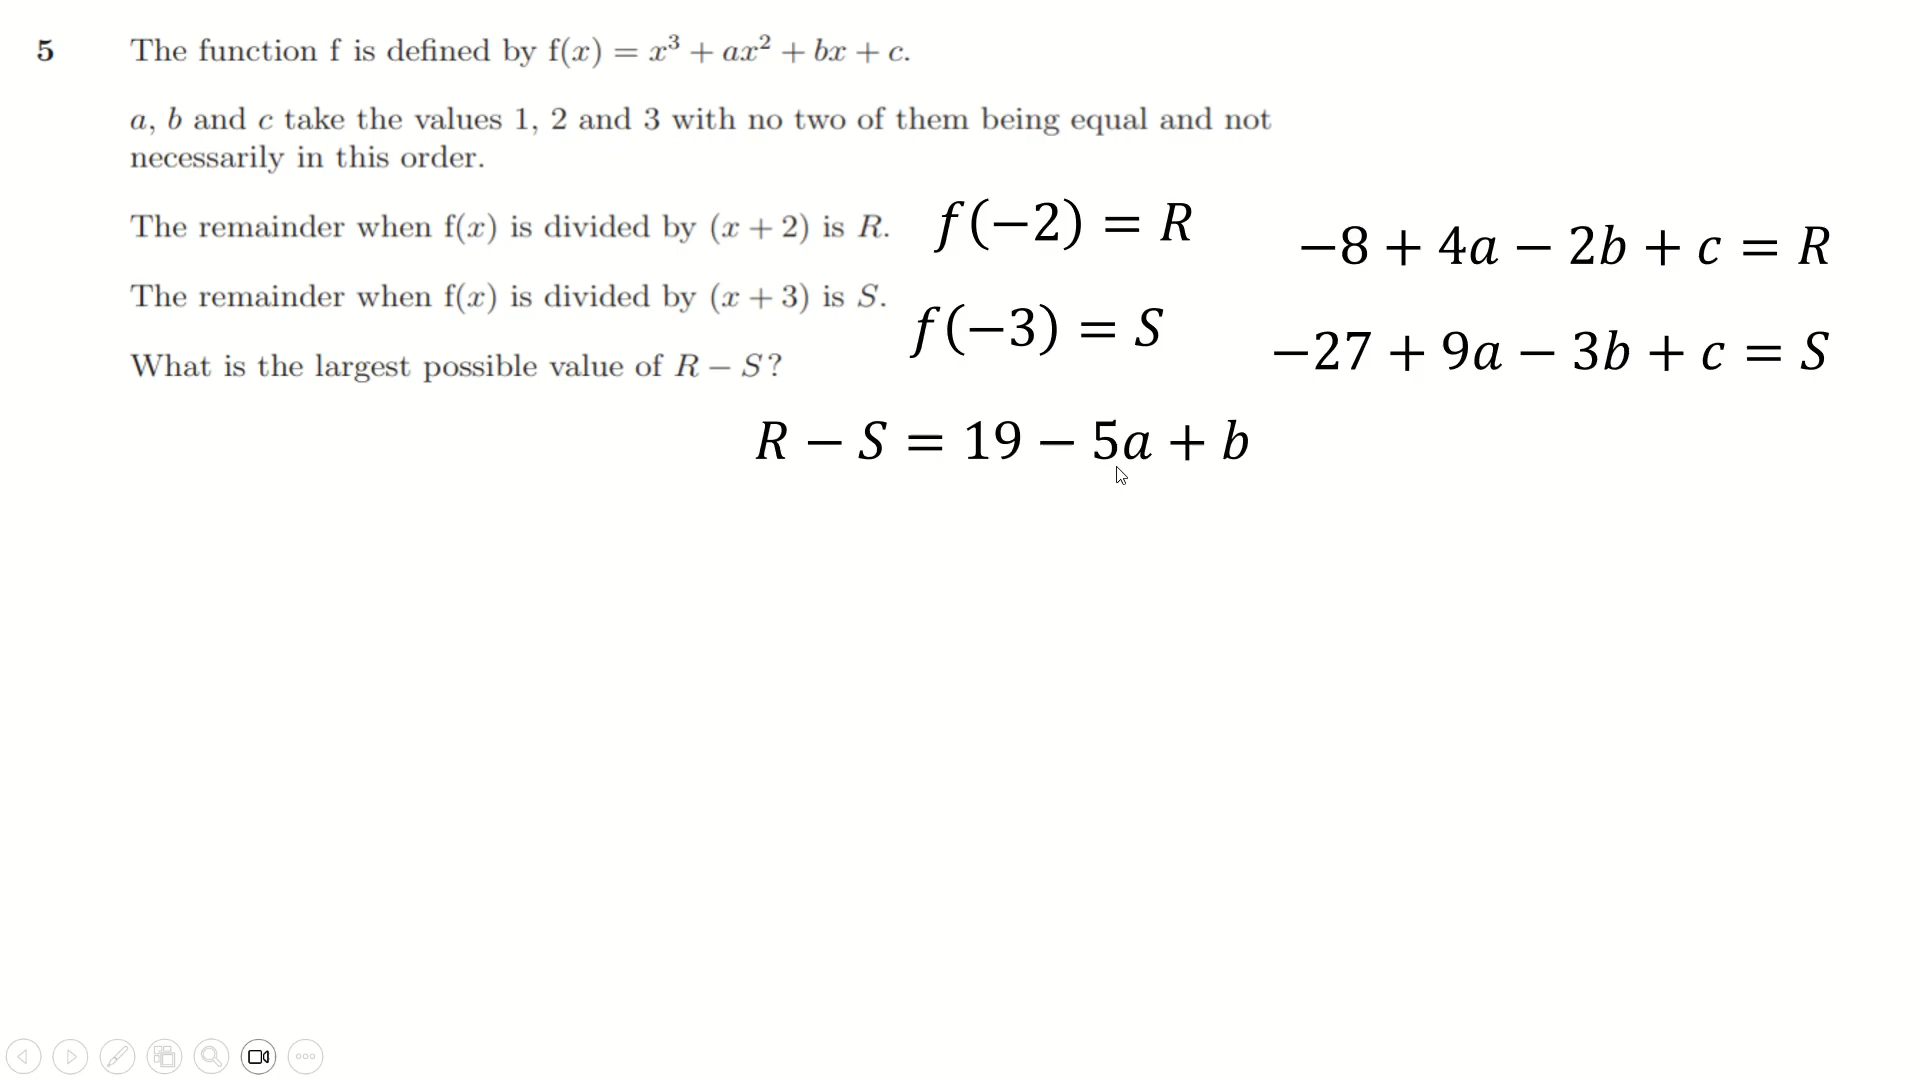 5 The function f is defined by f(x) = x³ + ax² + bx + c.
a, b and c take the values 1, 2 and 3 with no two of them being equal and not
necessarily in this order.
The remainder when f(x) is divided by (x + 2) is R.
f(−2) = R
−8 + 4a − 2b + c = R
The remainder when f(x) is divided by (x + 3) is S.
f(−3) = S
−27 + 9a − 3b + c = S
What is the largest possible value of R − S?
R − S = 19 − 5a + b